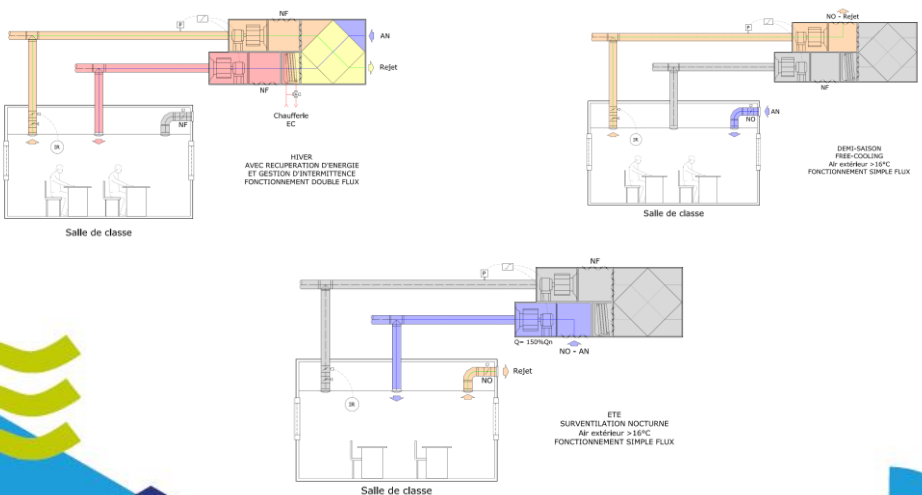 P
NF
AN
Rejet
NF
Chaufferie
EC
NF
IR
HIVER
AVEC RECUPERATION D'ENERGIE
ET GESTION D'INTERMITTENCE
FONCTIONNEMENT DOUBLE FLUX
Salle de classe
NO - Rejet
P
NF
AN
NO
IR
DEMI-SAISON
FREE-COOLING
Air extérieur >16°C
FONCTIONNEMENT SIMPLE FLUX
Salle de classe
NF
P
Q= 150%Qn
NO - AN
Rejet
NO
IR
ETE
SURVENTILATION NOCTURNE
Air extérieur >16°C
FONCTIONNEMENT SIMPLE FLUX
Salle de classe